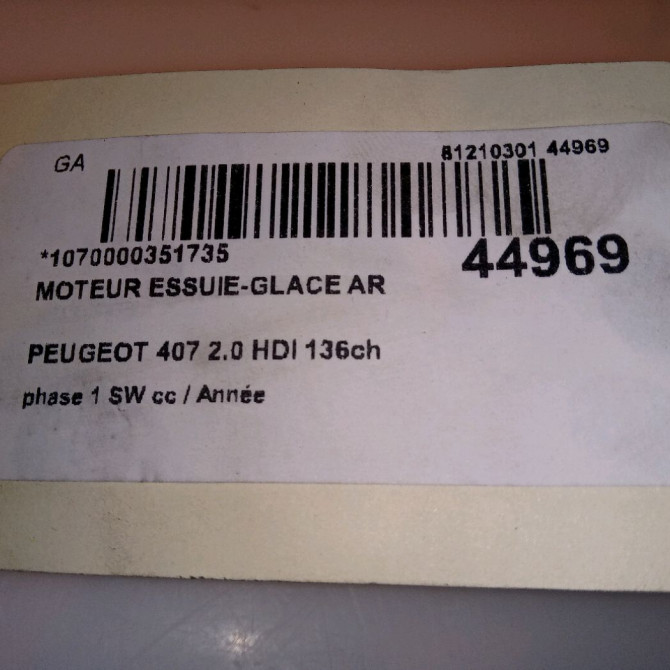 GA
81210301 44969
*1070000351735
44969
MOTEUR ESSUIE-GLACE AR
PEUGEOT 407 2.0 HDI 136ch
phase 1 SW cc / Année